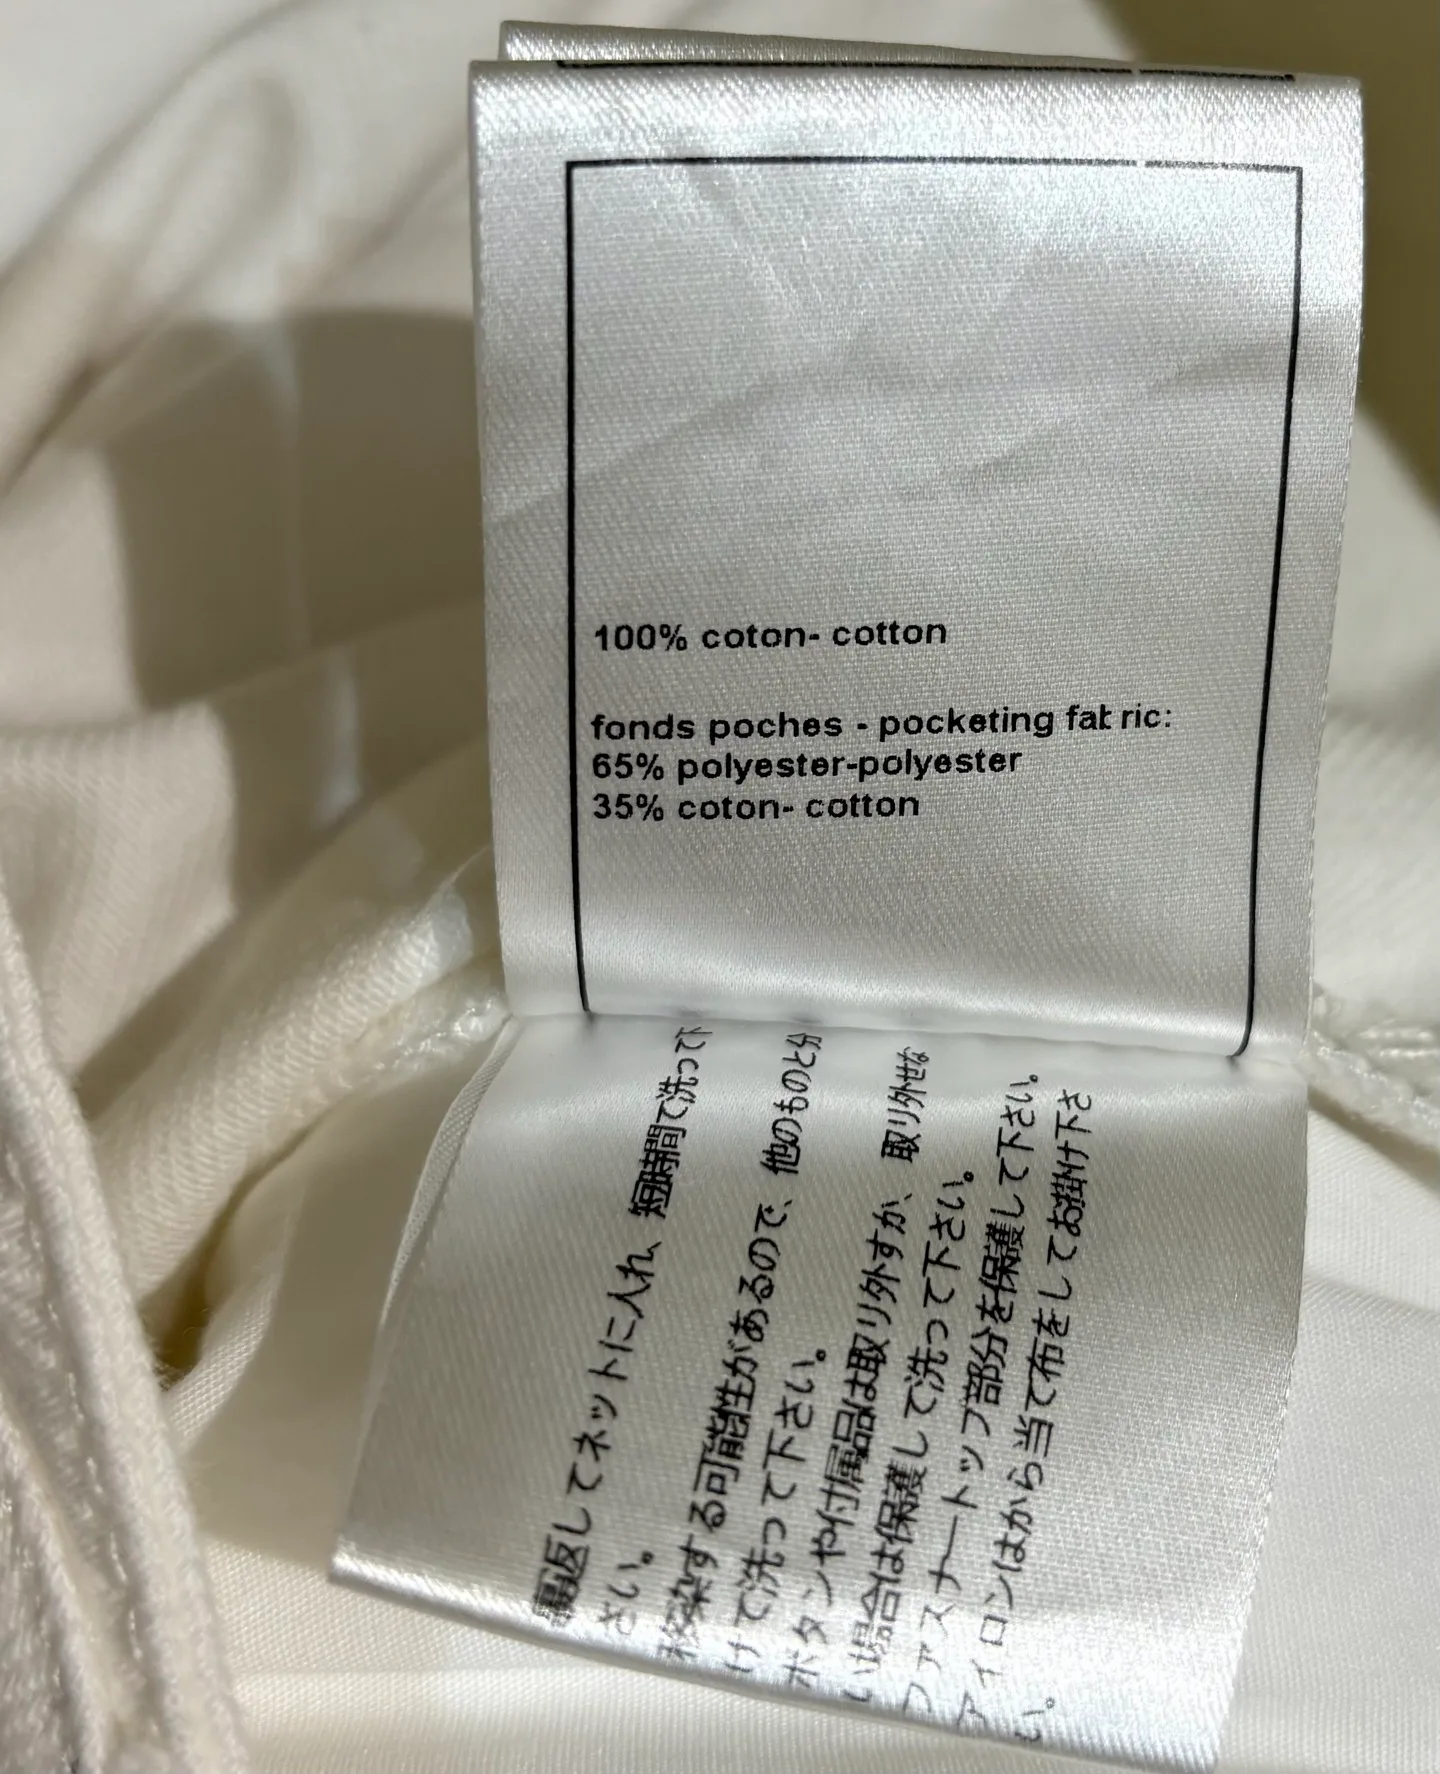 100% coton- cotton
fonds poches - pocketing fabric:
65% polyester-polyester
35% coton- cotton
裏返してネットに入れ、短時間で洗って下
さい。
移染する可能性があるので、他のものと分
けて洗って下さい。
ボタンや付属品は取り外すか、取り外せな
い場合は保護して洗って下さい。
ファスナートップ部分を保護して下さい。
アイロンはから当て布をしてお掛け下さ
い。